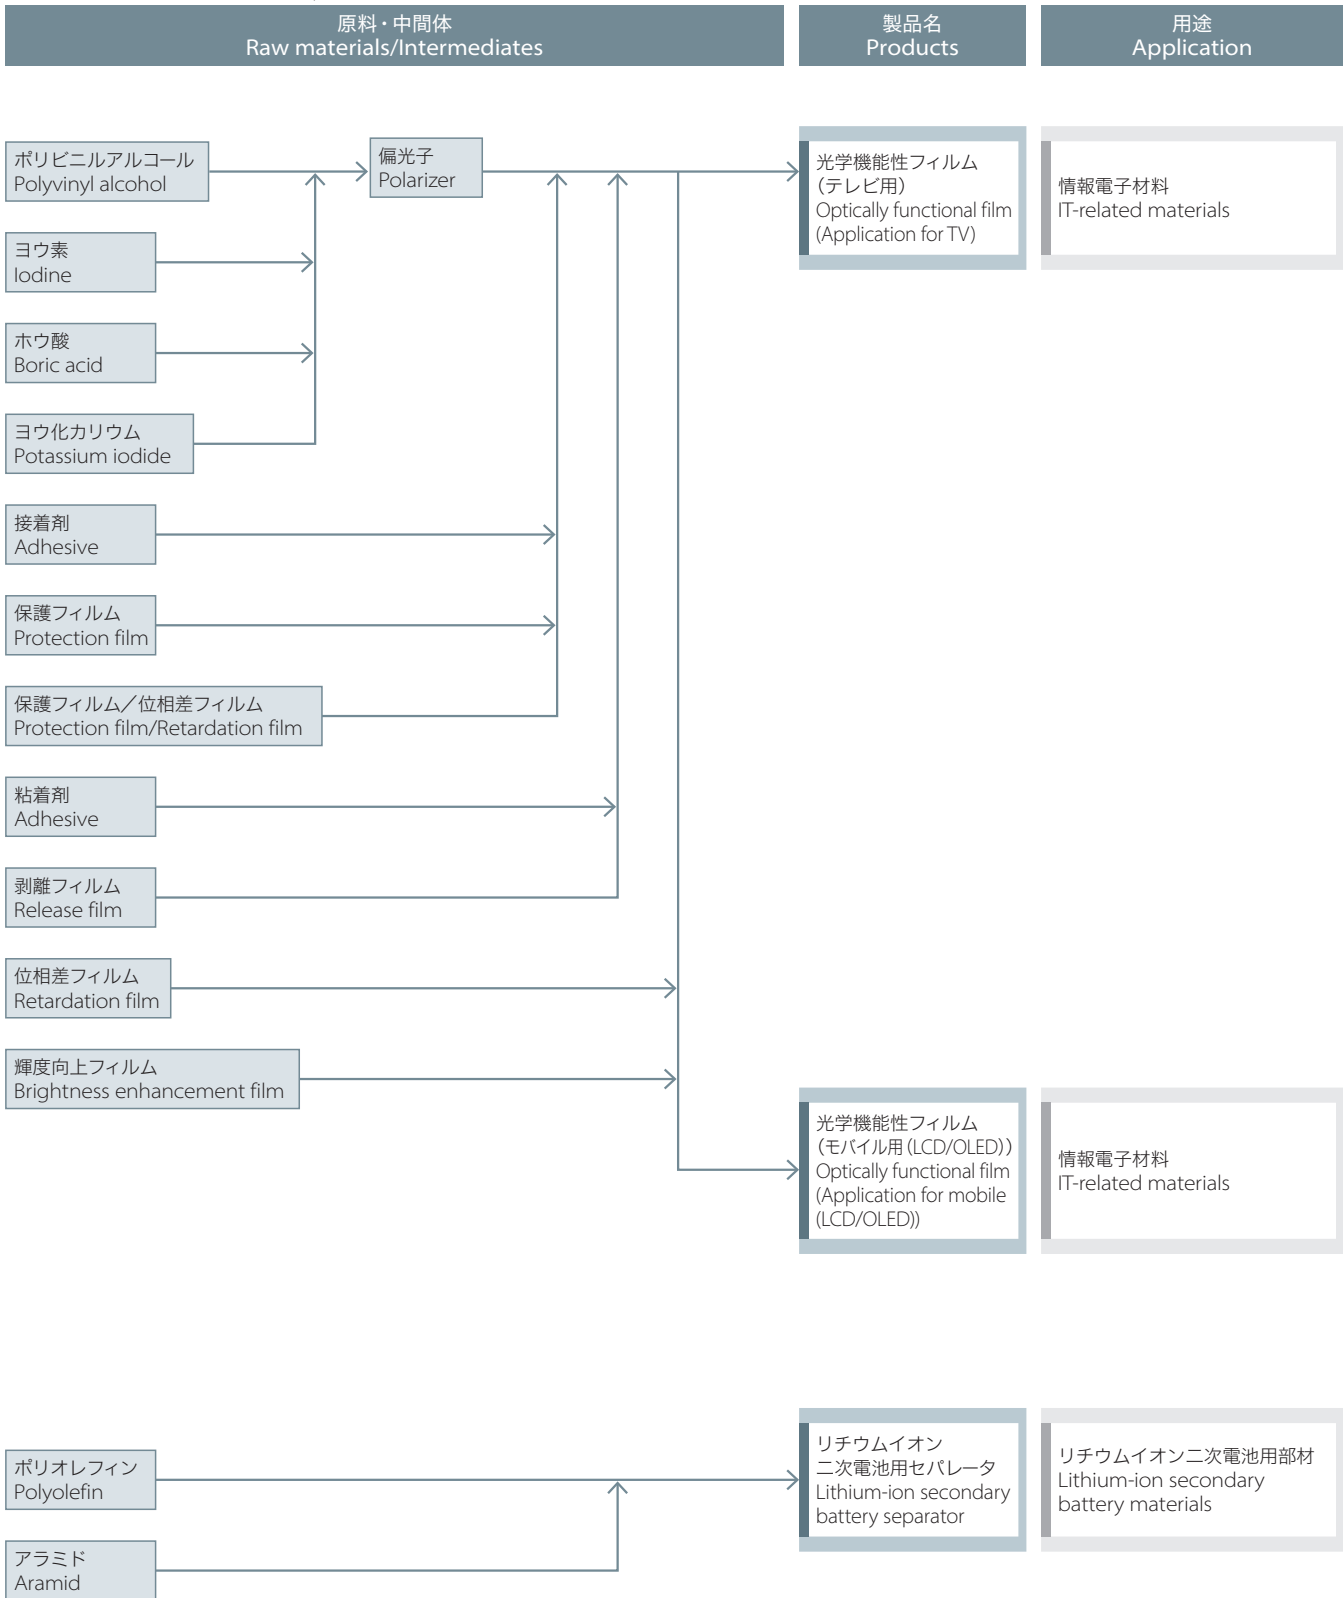 原料・中間体
Raw materials/Intermediates
製品名
Products
用途
Application
ポリビニルアルコール
Polyvinyl alcohol
偏光子
Polarizer
光学機能性フィルム
（テレビ用）
Optically functional film
(Application for TV)
情報電子材料
IT-related materials
ヨウ素
Iodine
ホウ酸
Boric acid
ヨウ化カリウム
Potassium iodide
接着剤
Adhesive
保護フィルム
Protection film
保護フィルム／位相差フィルム
Protection film/Retardation film
粘着剤
Adhesive
剥離フィルム
Release film
位相差フィルム
Retardation film
輝度向上フィルム
Brightness enhancement film
光学機能性フィルム
（モバイル用（LCD/OLED））
Optically functional film
(Application for mobile
(LCD/OLED))
情報電子材料
IT-related materials
ポリオレフィン
Polyolefin
リチウムイオン
二次電池用セパレータ
Lithium-ion secondary
battery separator
リチウムイオン二次電池用部材
Lithium-ion secondary
battery materials
アラミド
Aramid